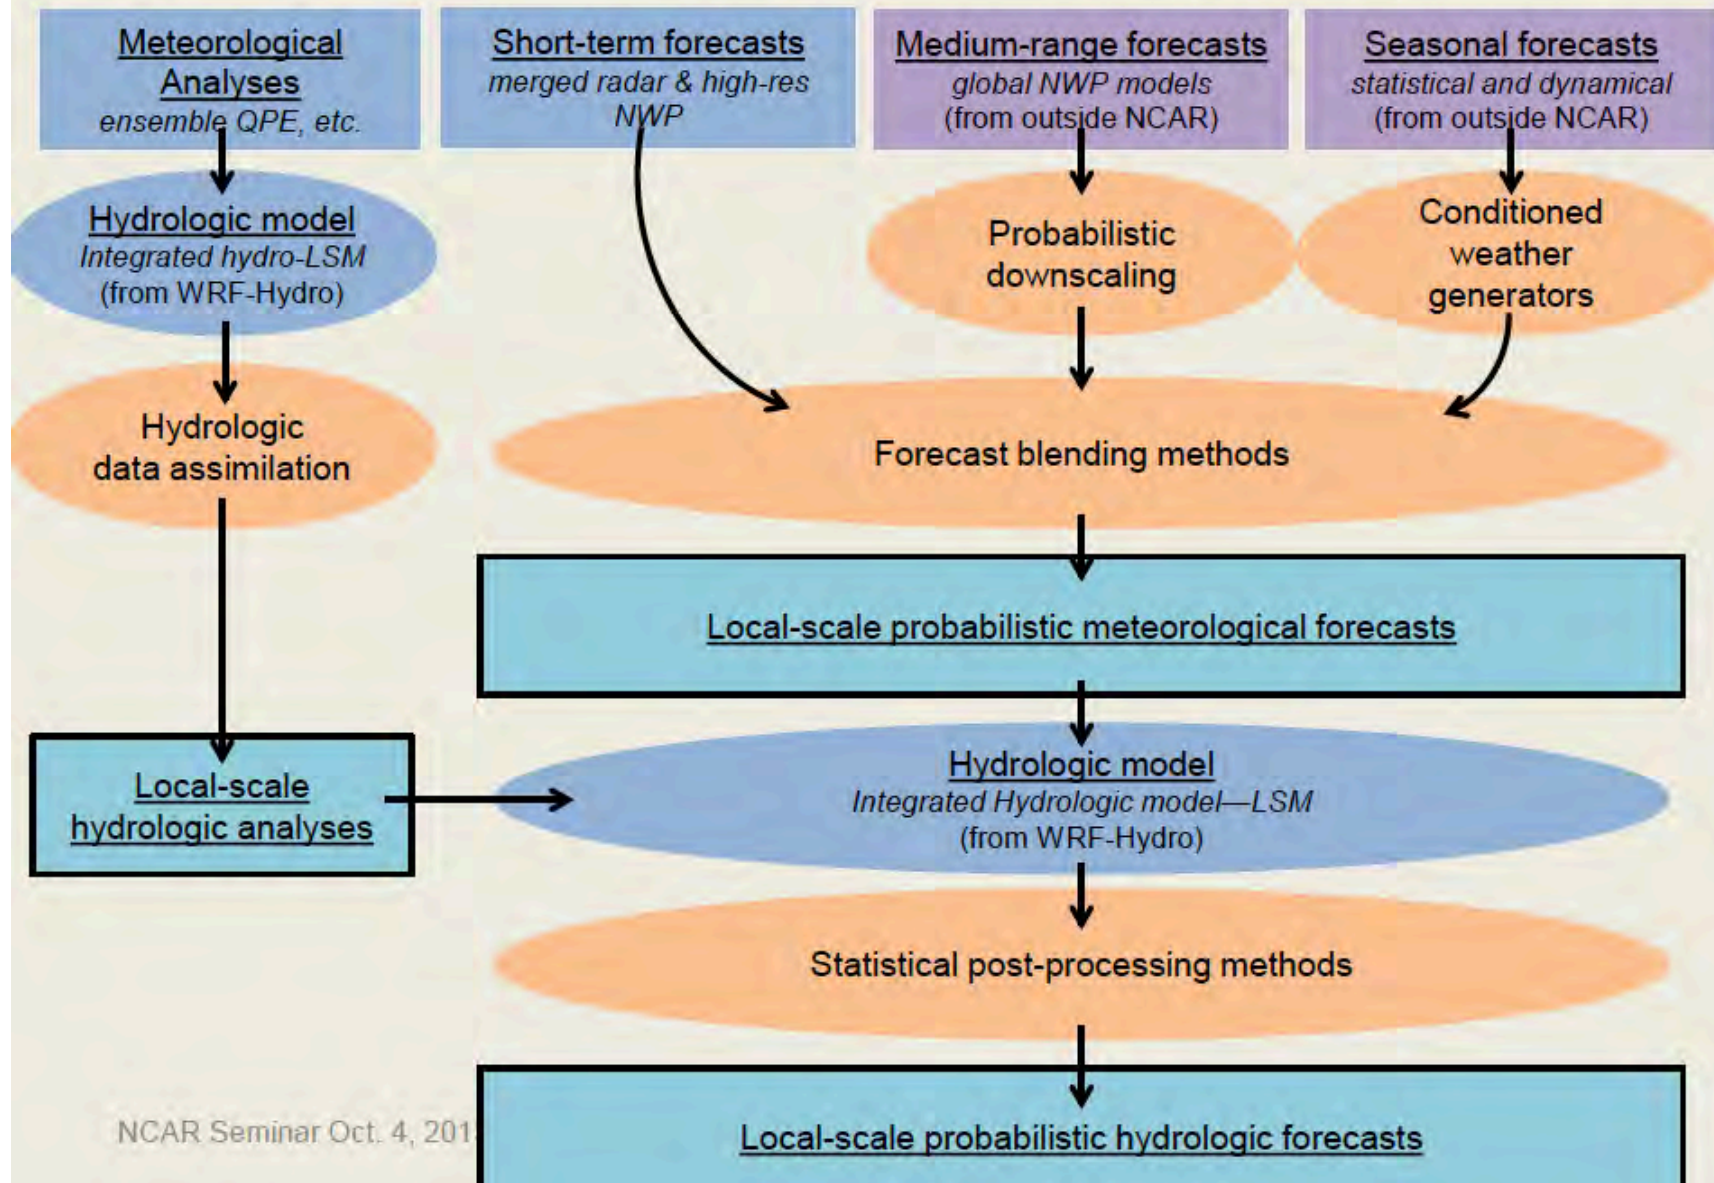 Meteorological
Analyses
ensemble QPE, etc.
Short-term forecasts
merged radar & high-res
NWP
Medium-range forecasts
global NWP models
(from outside NCAR)
Seasonal forecasts
statistical and dynamical
(from outside NCAR)
Hydrologic model
Integrated hydro-LSM
(from WRF-Hydro)
Probabilistic
downscaling
Conditioned
weather
generators
Hydrologic
data assimilation
Forecast blending methods
Local-scale probabilistic meteorological forecasts
Local-scale
hydrologic analyses
Hydrologic model
Integrated Hydrologic model—LSM
(from WRF-Hydro)
Statistical post-processing methods
NCAR Seminar Oct. 4, 201
Local-scale probabilistic hydrologic forecasts